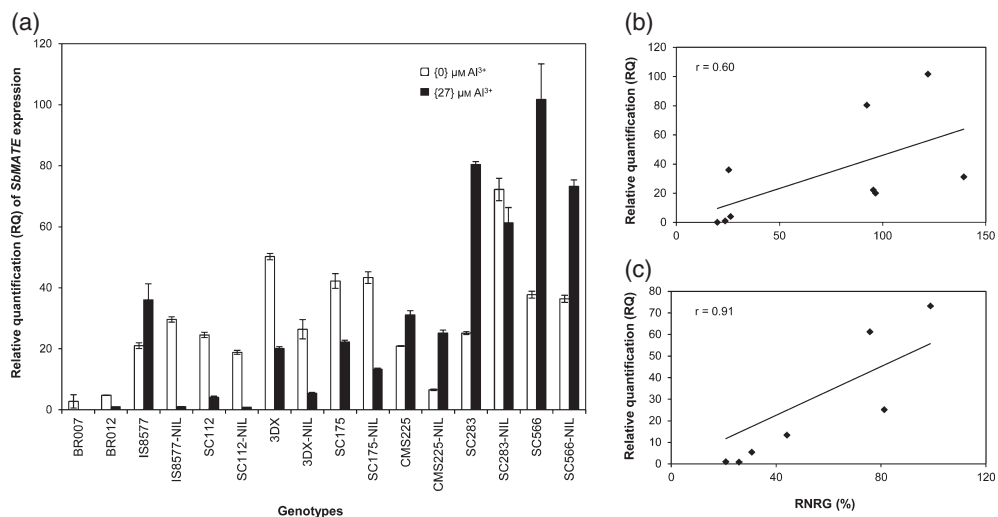 (a)
Relative quantification (RQ) of SbMATE expression
120
100
80
60
40
20
0
{0} µM Al³⁺
{27} µM Al³⁺
BR007
BR012
IS8577
IS8577-NIL
SC112
SC112-NIL
3DX
3DX-NIL
SC175
SC175-NIL
CMS225
CMS225-NIL
SC283
SC283-NIL
SC566
SC566-NIL
Genotypes
(b)
Relative quantification (RQ)
120
100
80
60
40
20
0
r = 0.60
0
50
100
150
(c)
Relative quantification (RQ)
80
70
60
50
40
30
20
10
0
r = 0.91
0
40
80
120
RNRG (%)